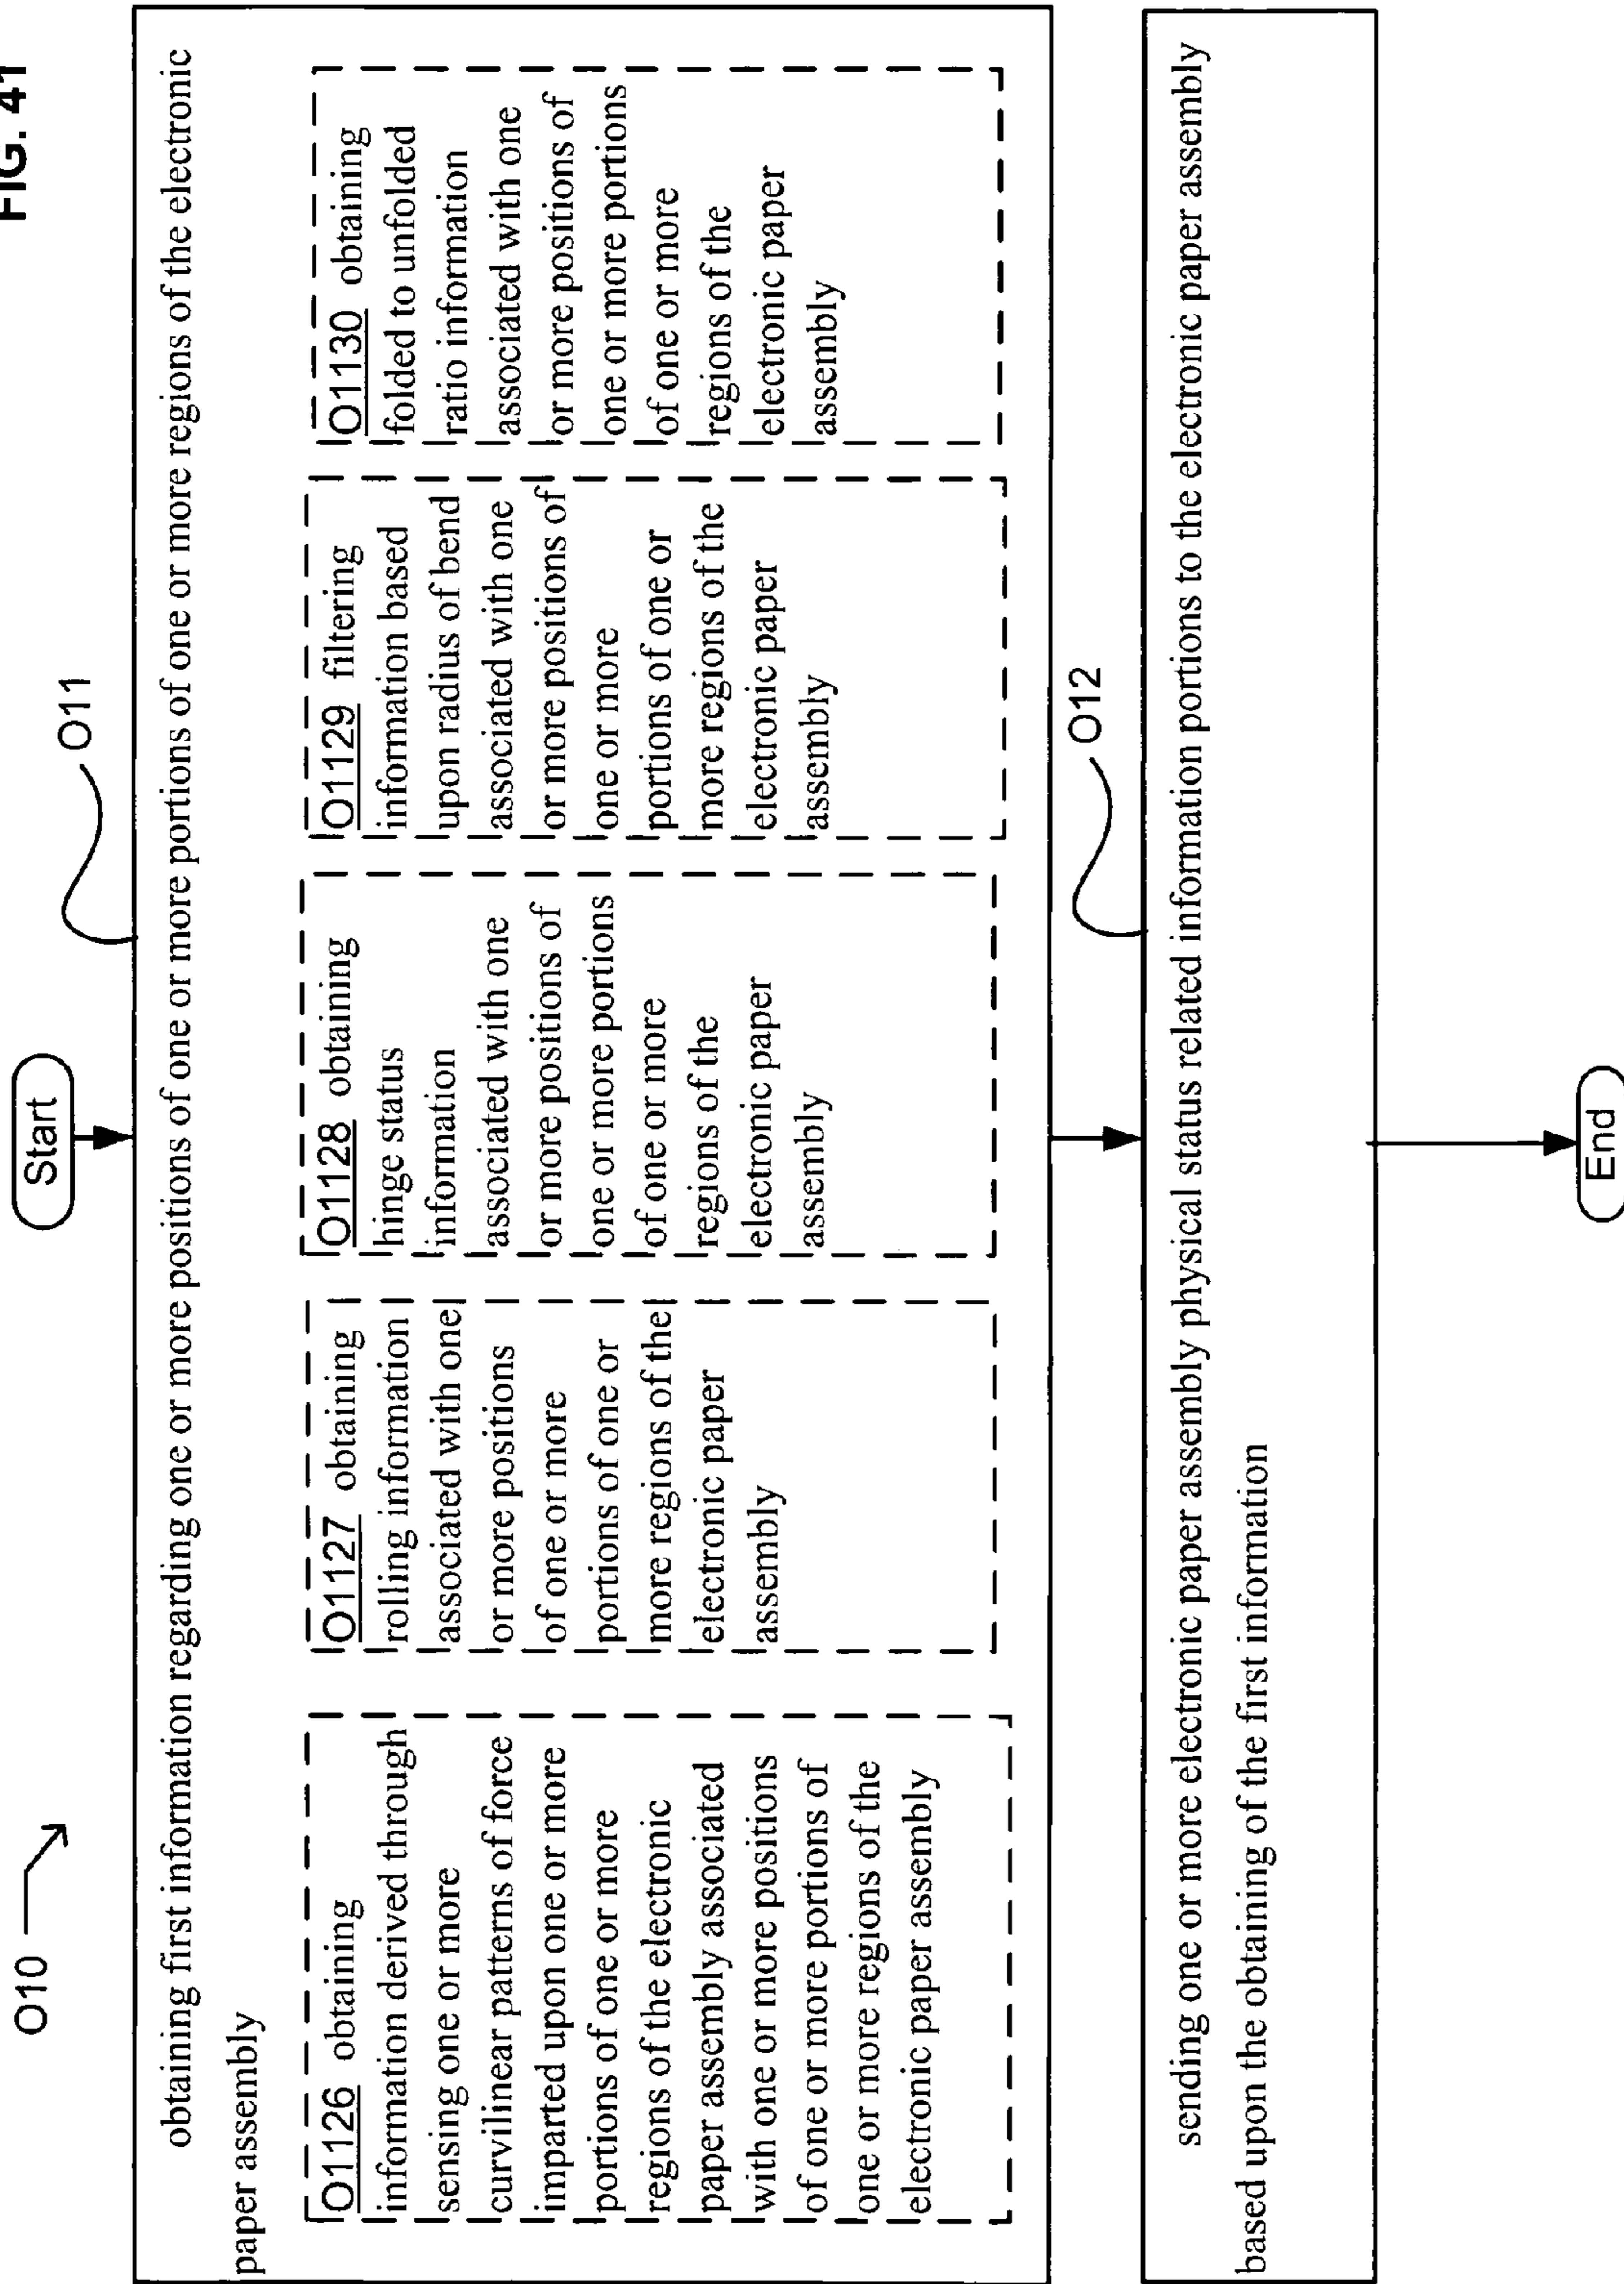 FIG. 41
O10
Start
O11
obtaining first information regarding one or more positions of one or more portions of one or more regions of the electronic
paper assembly
O1126 obtaining
information derived through
sensing one or more
curvilinear patterns of force
imparted upon one or more
portions of one or more
regions of the electronic
paper assembly associated
with one or more positions
of one or more portions of
one or more regions of the
electronic paper assembly
O1127 obtaining
rolling information
associated with one
or more positions
of one or more
portions of one or
more regions of the
electronic paper
assembly
O1128 obtaining
hinge status
information
associated with one
or more positions of
one or more portions
of one or more
regions of the
electronic paper
assembly
O1129 filtering
information based
upon radius of bend
associated with one
or more positions of
one or more
portions of one or
more regions of the
electronic paper
assembly
O1130 obtaining
folded to unfolded
ratio information
associated with one
or more positions of
one or more portions
of one or more
regions of the
electronic paper
assembly
O12
sending one or more electronic paper assembly physical status related information portions to the electronic paper assembly
based upon the obtaining of the first information
End